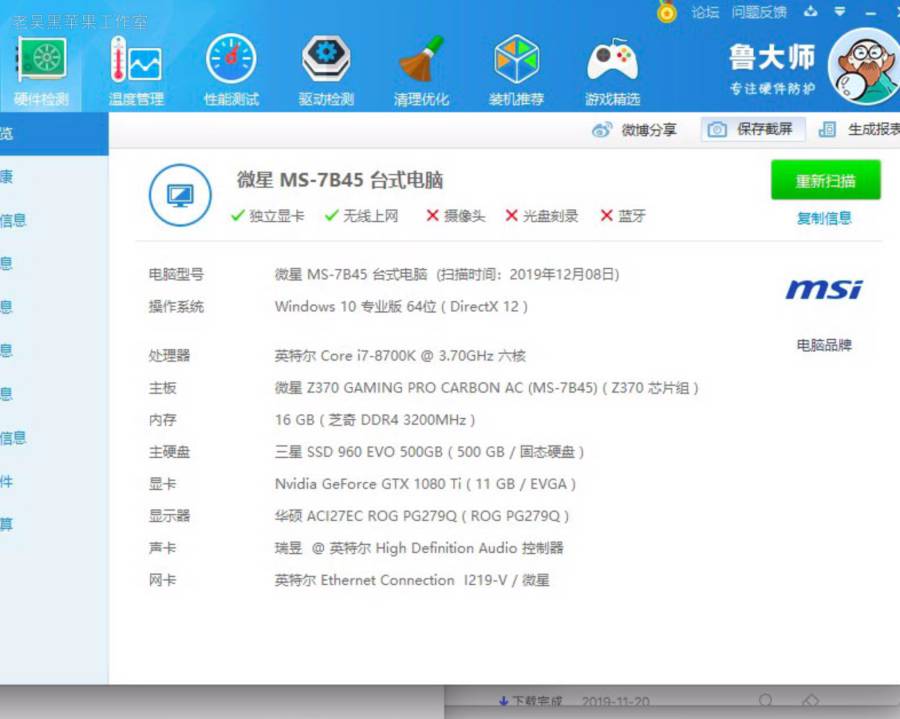 老吴黑苹果工作室
论坛 问题反馈
硬件检测 温度管理 性能测试 驱动检测 清理优化 装机推荐 游戏精选
鲁大师
专注硬件防护
览
康
信息
息
息
息
息
信息
件
算
微博分享 保存截屏 生成报表
微星 MS-7B45 台式电脑
独立显卡 无线上网 摄像头 光盘刻录 蓝牙
重新扫描
复制信息
电脑型号 微星 MS-7B45 台式电脑 (扫描时间：2019年12月08日)
操作系统 Windows 10 专业版 64位 ( DirectX 12 )
msi
电脑品牌
处理器 英特尔 Core i7-8700K @ 3.70GHz 六核
主板 微星 Z370 GAMING PRO CARBON AC (MS-7B45) ( Z370 芯片组 )
内存 16 GB ( 芝奇 DDR4 3200MHz )
主硬盘 三星 SSD 960 EVO 500GB ( 500 GB / 固态硬盘 )
显卡 Nvidia GeForce GTX 1080 Ti ( 11 GB / EVGA )
显示器 华硕 ACI27EC ROG PG279Q ( ROG PG279Q )
声卡 瑞昱 @ 英特尔 High Definition Audio 控制器
网卡 英特尔 Ethernet Connection I219-V / 微星
下载完成 2019-11-20